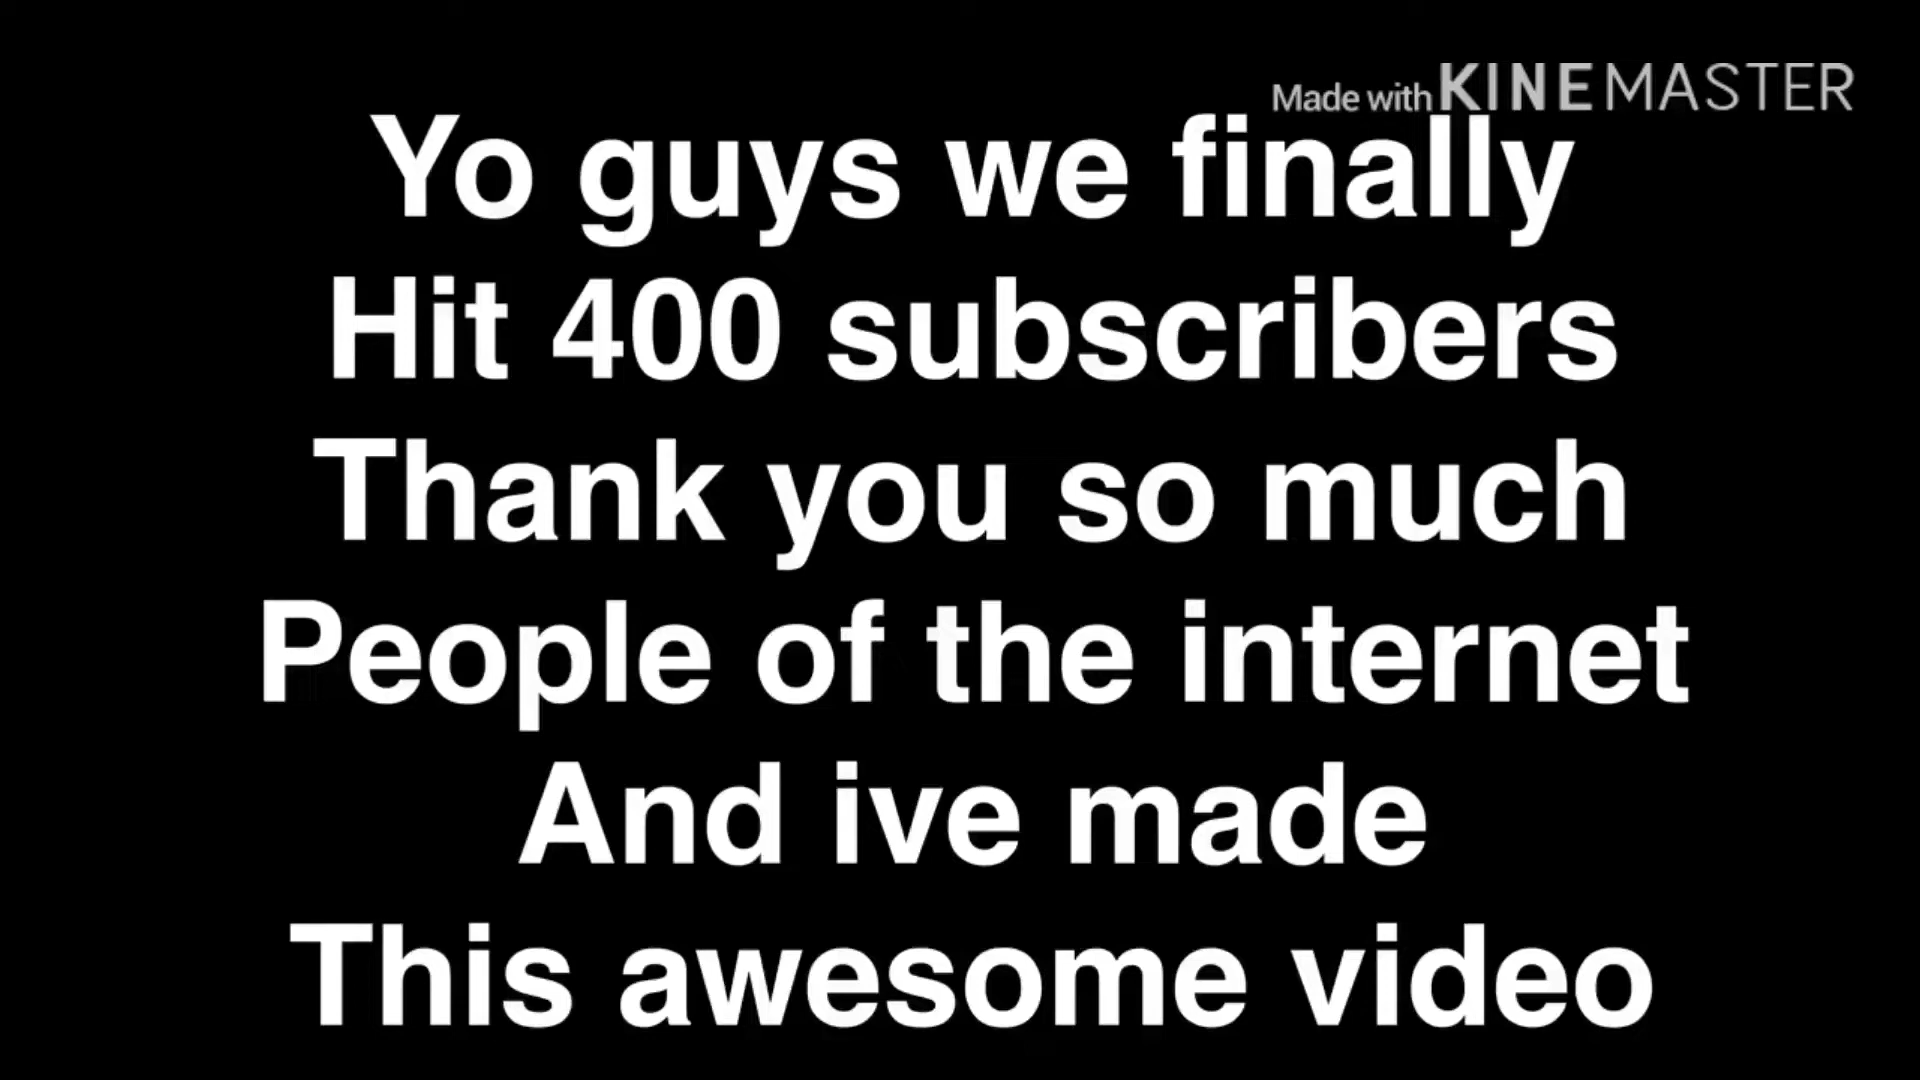 Made with KINEMASTER
Yo guys we finally
Hit 400 subscribers
Thank you so much
People of the internet
And ive made
This awesome video